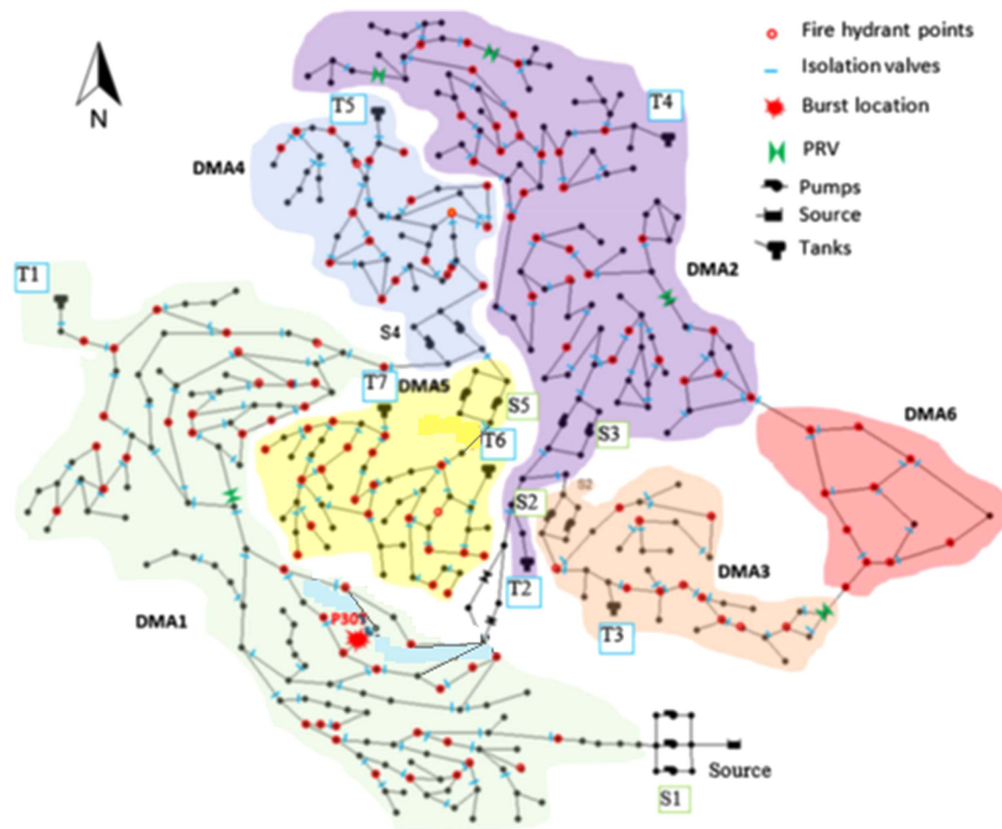 Fire hydrant points
Isolation valves
Burst location
PRV
Pumps
Source
Tanks
N
T5
T4
DMA4
DMA2
T1
S4
T7
DMA5
S5
T6
S3
DMA6
S2
S2
T2
DMA3
T3
DMA1
Source
S1